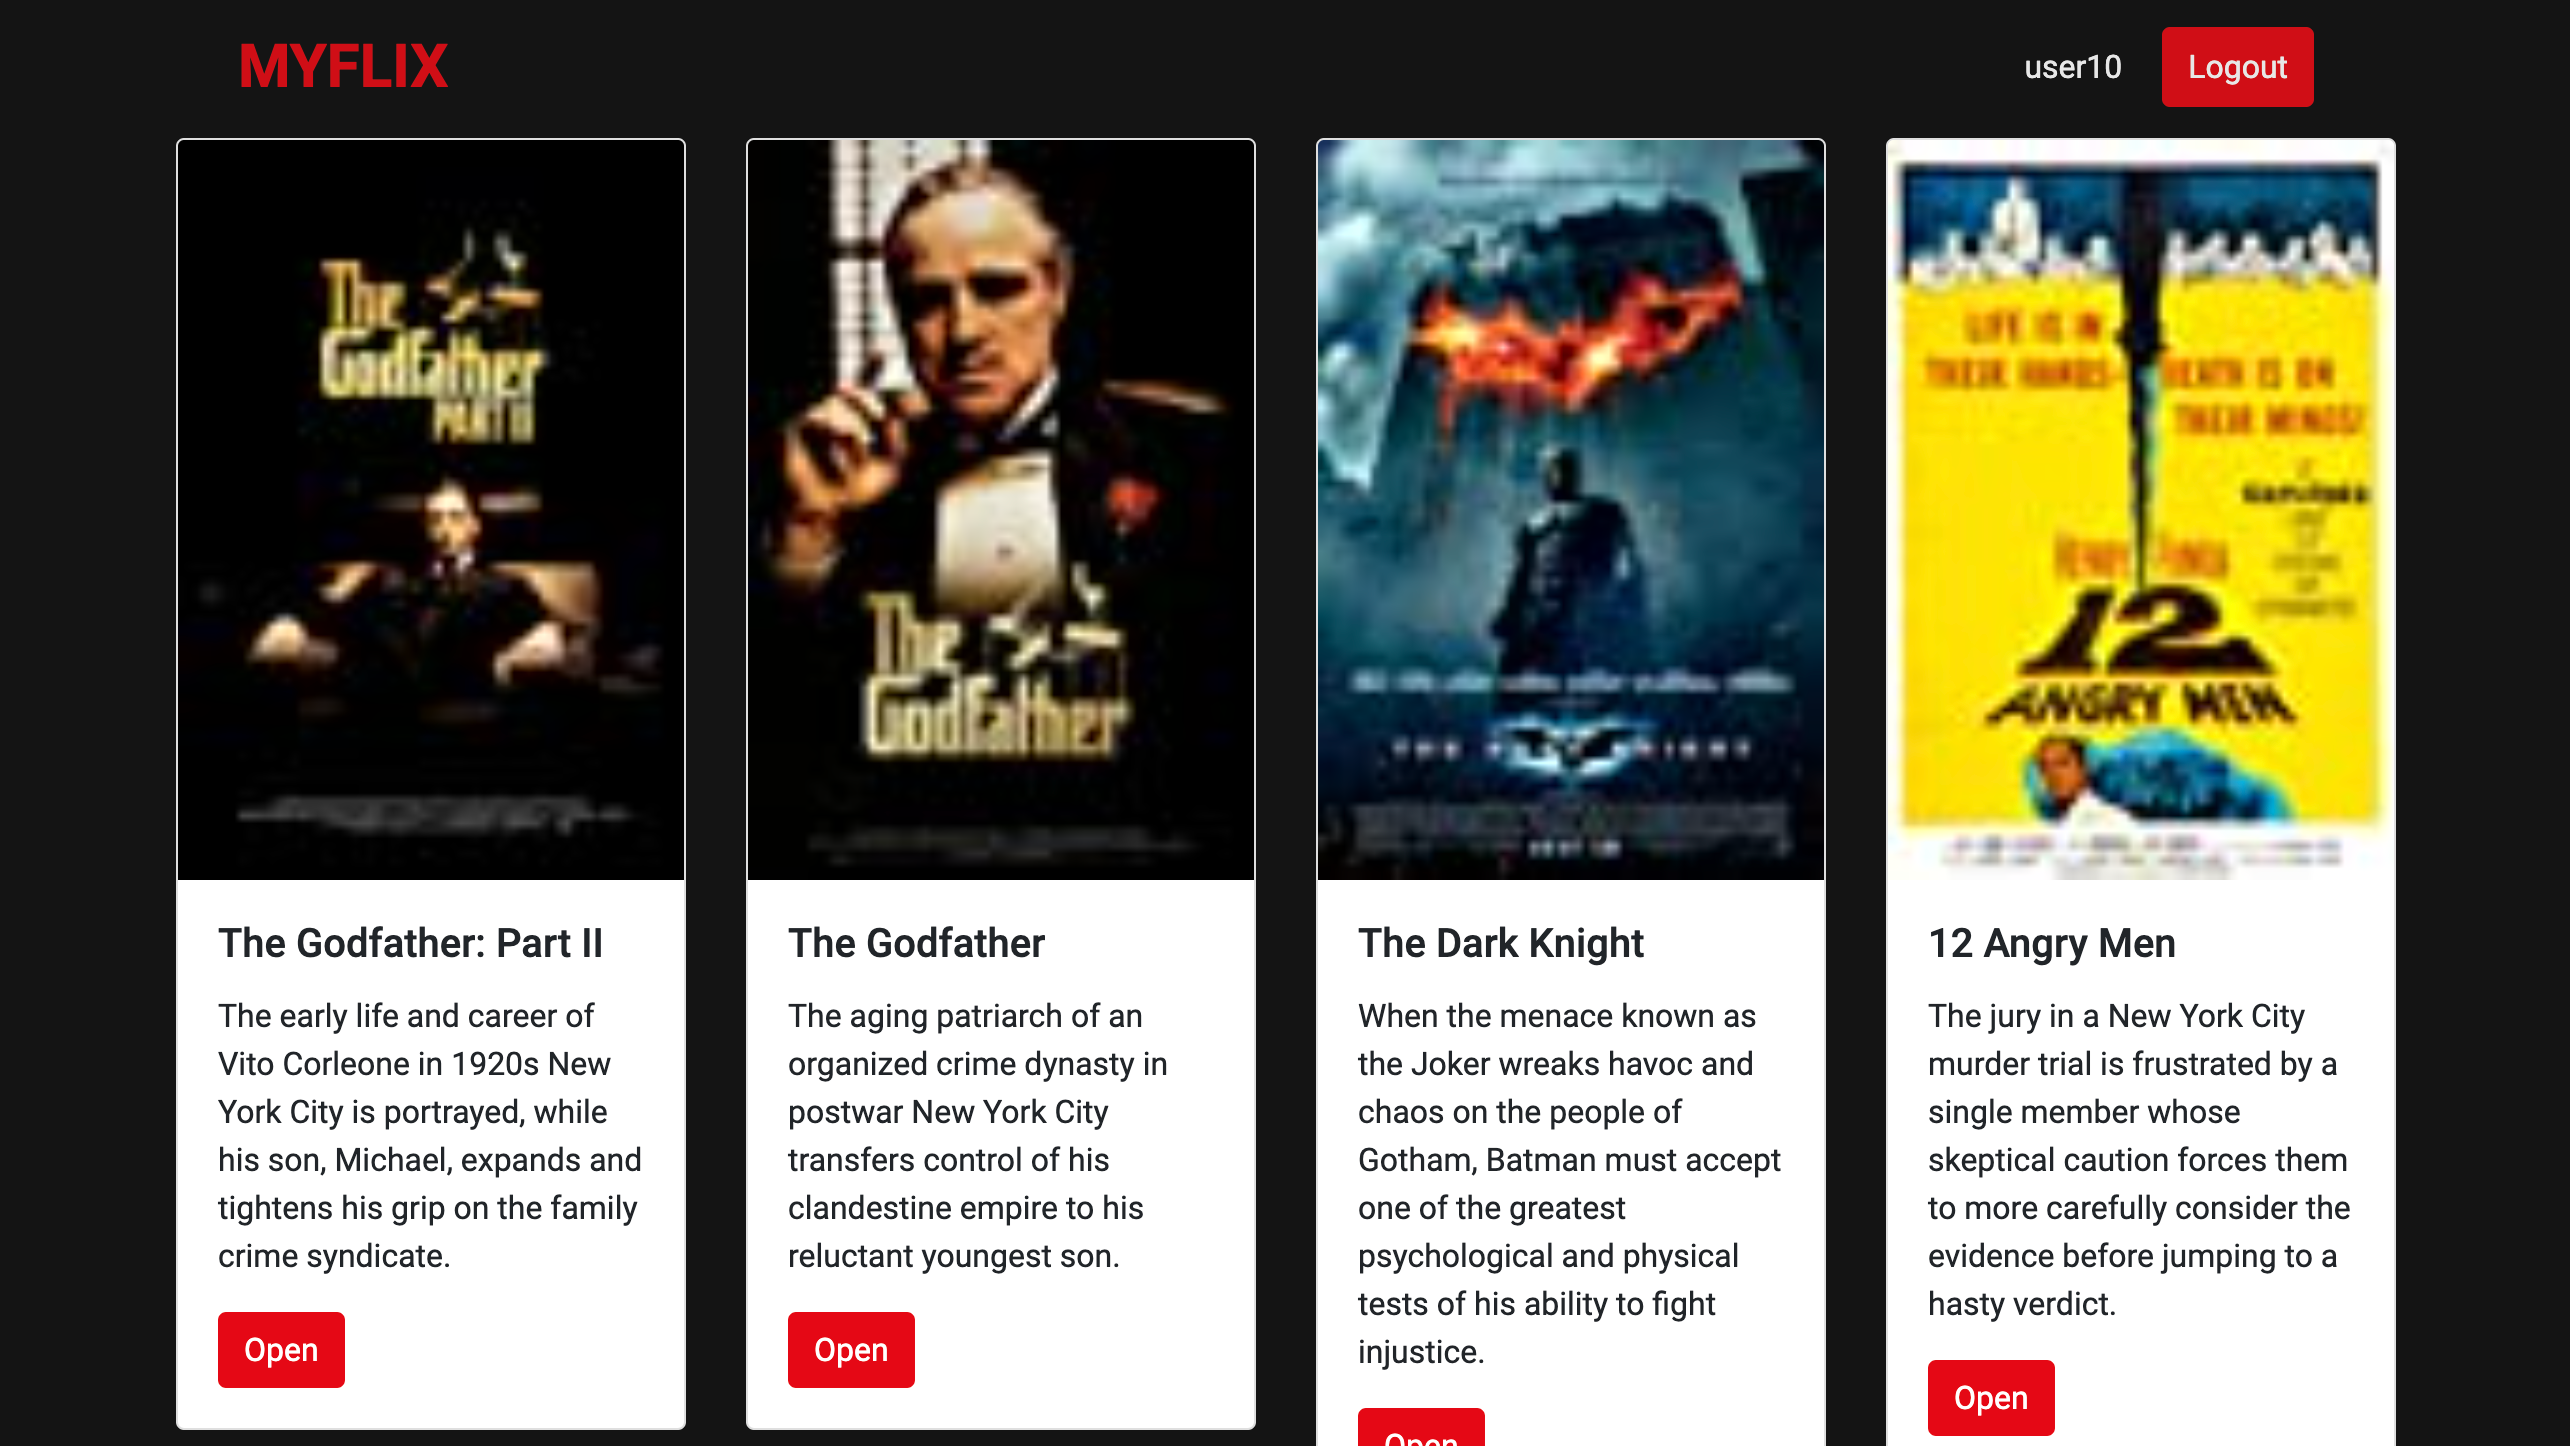 MYFLIX
user10
Logout
The
Godfather
PART II
The
Godfather
LIFE IS IN
THEIR HANDS-
DEATH IS ON
THEIR MINDS!
HENRY FONDA
12
ANGRY MEN
The Godfather: Part II
The early life and career of
Vito Corleone in 1920s New
York City is portrayed, while
his son, Michael, expands and
tightens his grip on the family
crime syndicate.
Open
The Godfather
The aging patriarch of an
organized crime dynasty in
postwar New York City
transfers control of his
clandestine empire to his
reluctant youngest son.
Open
The Dark Knight
When the menace known as
the Joker wreaks havoc and
chaos on the people of
Gotham, Batman must accept
one of the greatest
psychological and physical
tests of his ability to fight
injustice.
Open
12 Angry Men
The jury in a New York City
murder trial is frustrated by a
single member whose
skeptical caution forces them
to more carefully consider the
evidence before jumping to a
hasty verdict.
Open